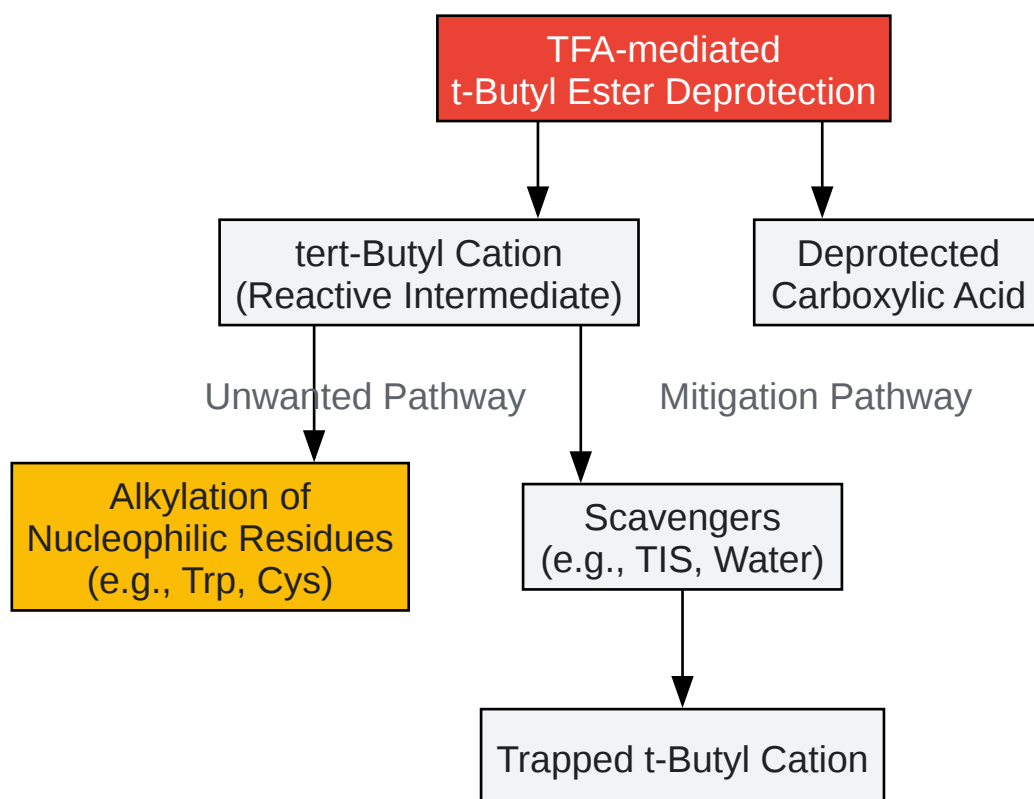 TFA-mediated
t-Butyl Ester Deprotection
tert-Butyl Cation
(Reactive Intermediate)
Deprotected
Carboxylic Acid
Unwanted Pathway
Mitigation Pathway
Alkylation of
Nucleophilic Residues
(e.g., Trp, Cys)
Scavengers
(e.g., TIS, Water)
Trapped t-Butyl Cation